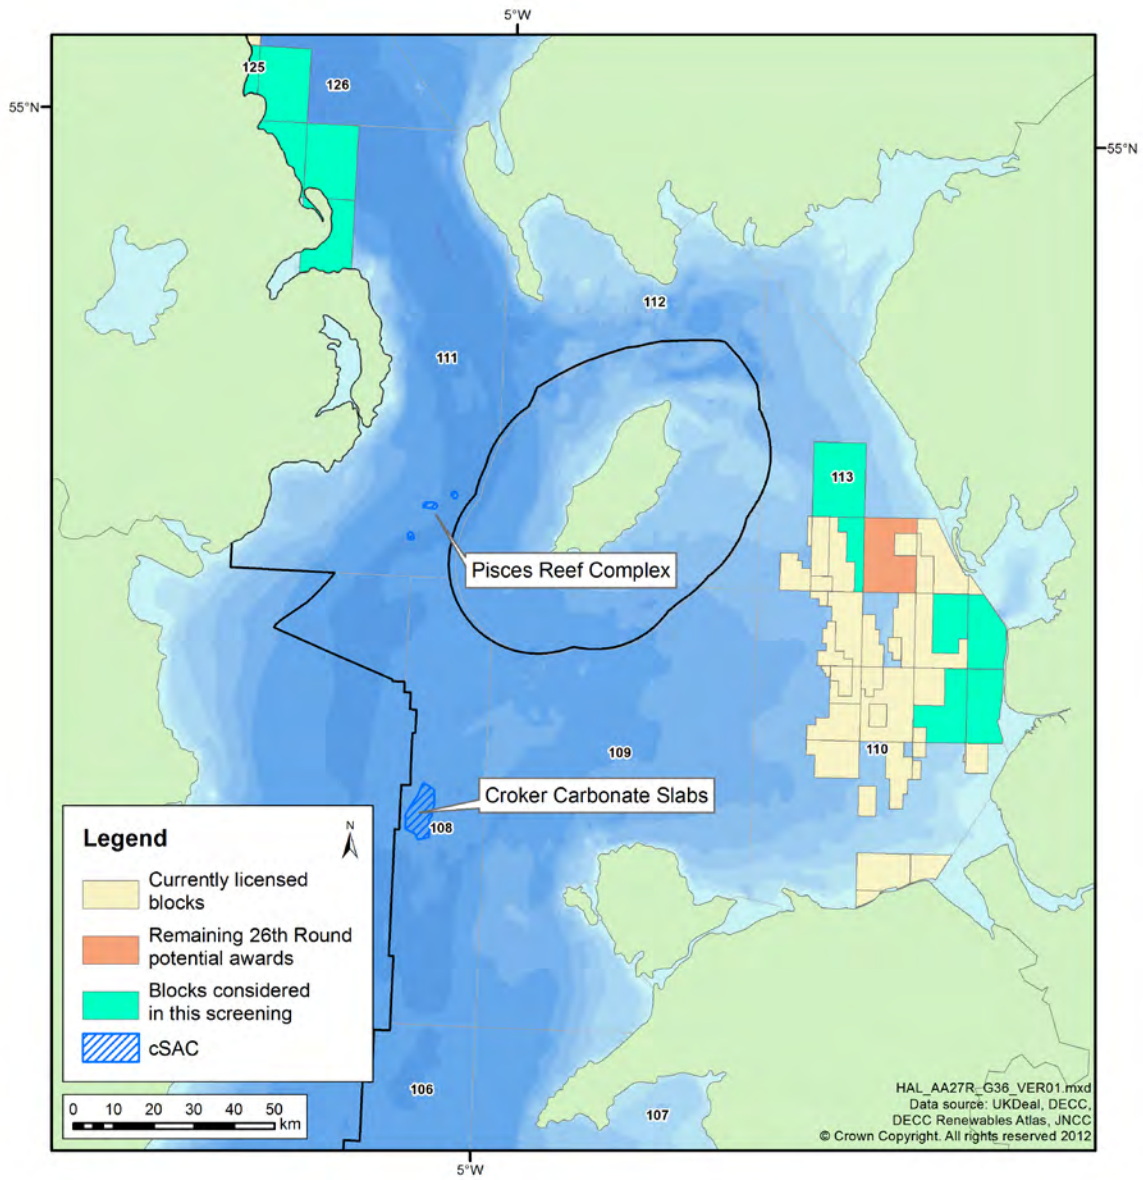 5°W
125
126
55°N
55°N
112
111
113
Pisces Reef Complex
109
110
Croker Carbonate Slabs
108
Legend
N
Currently licensed
blocks
Remaining 26th Round
potential awards
Blocks considered
in this screening
cSAC
106
107
HAL_AA27R_G36_VER01.mxd
Data source: UKDeal, DECC,
DECC Renewables Atlas, JNCC
© Crown Copyright. All rights reserved 2012
0 10 20 30 40 50
km
5°W